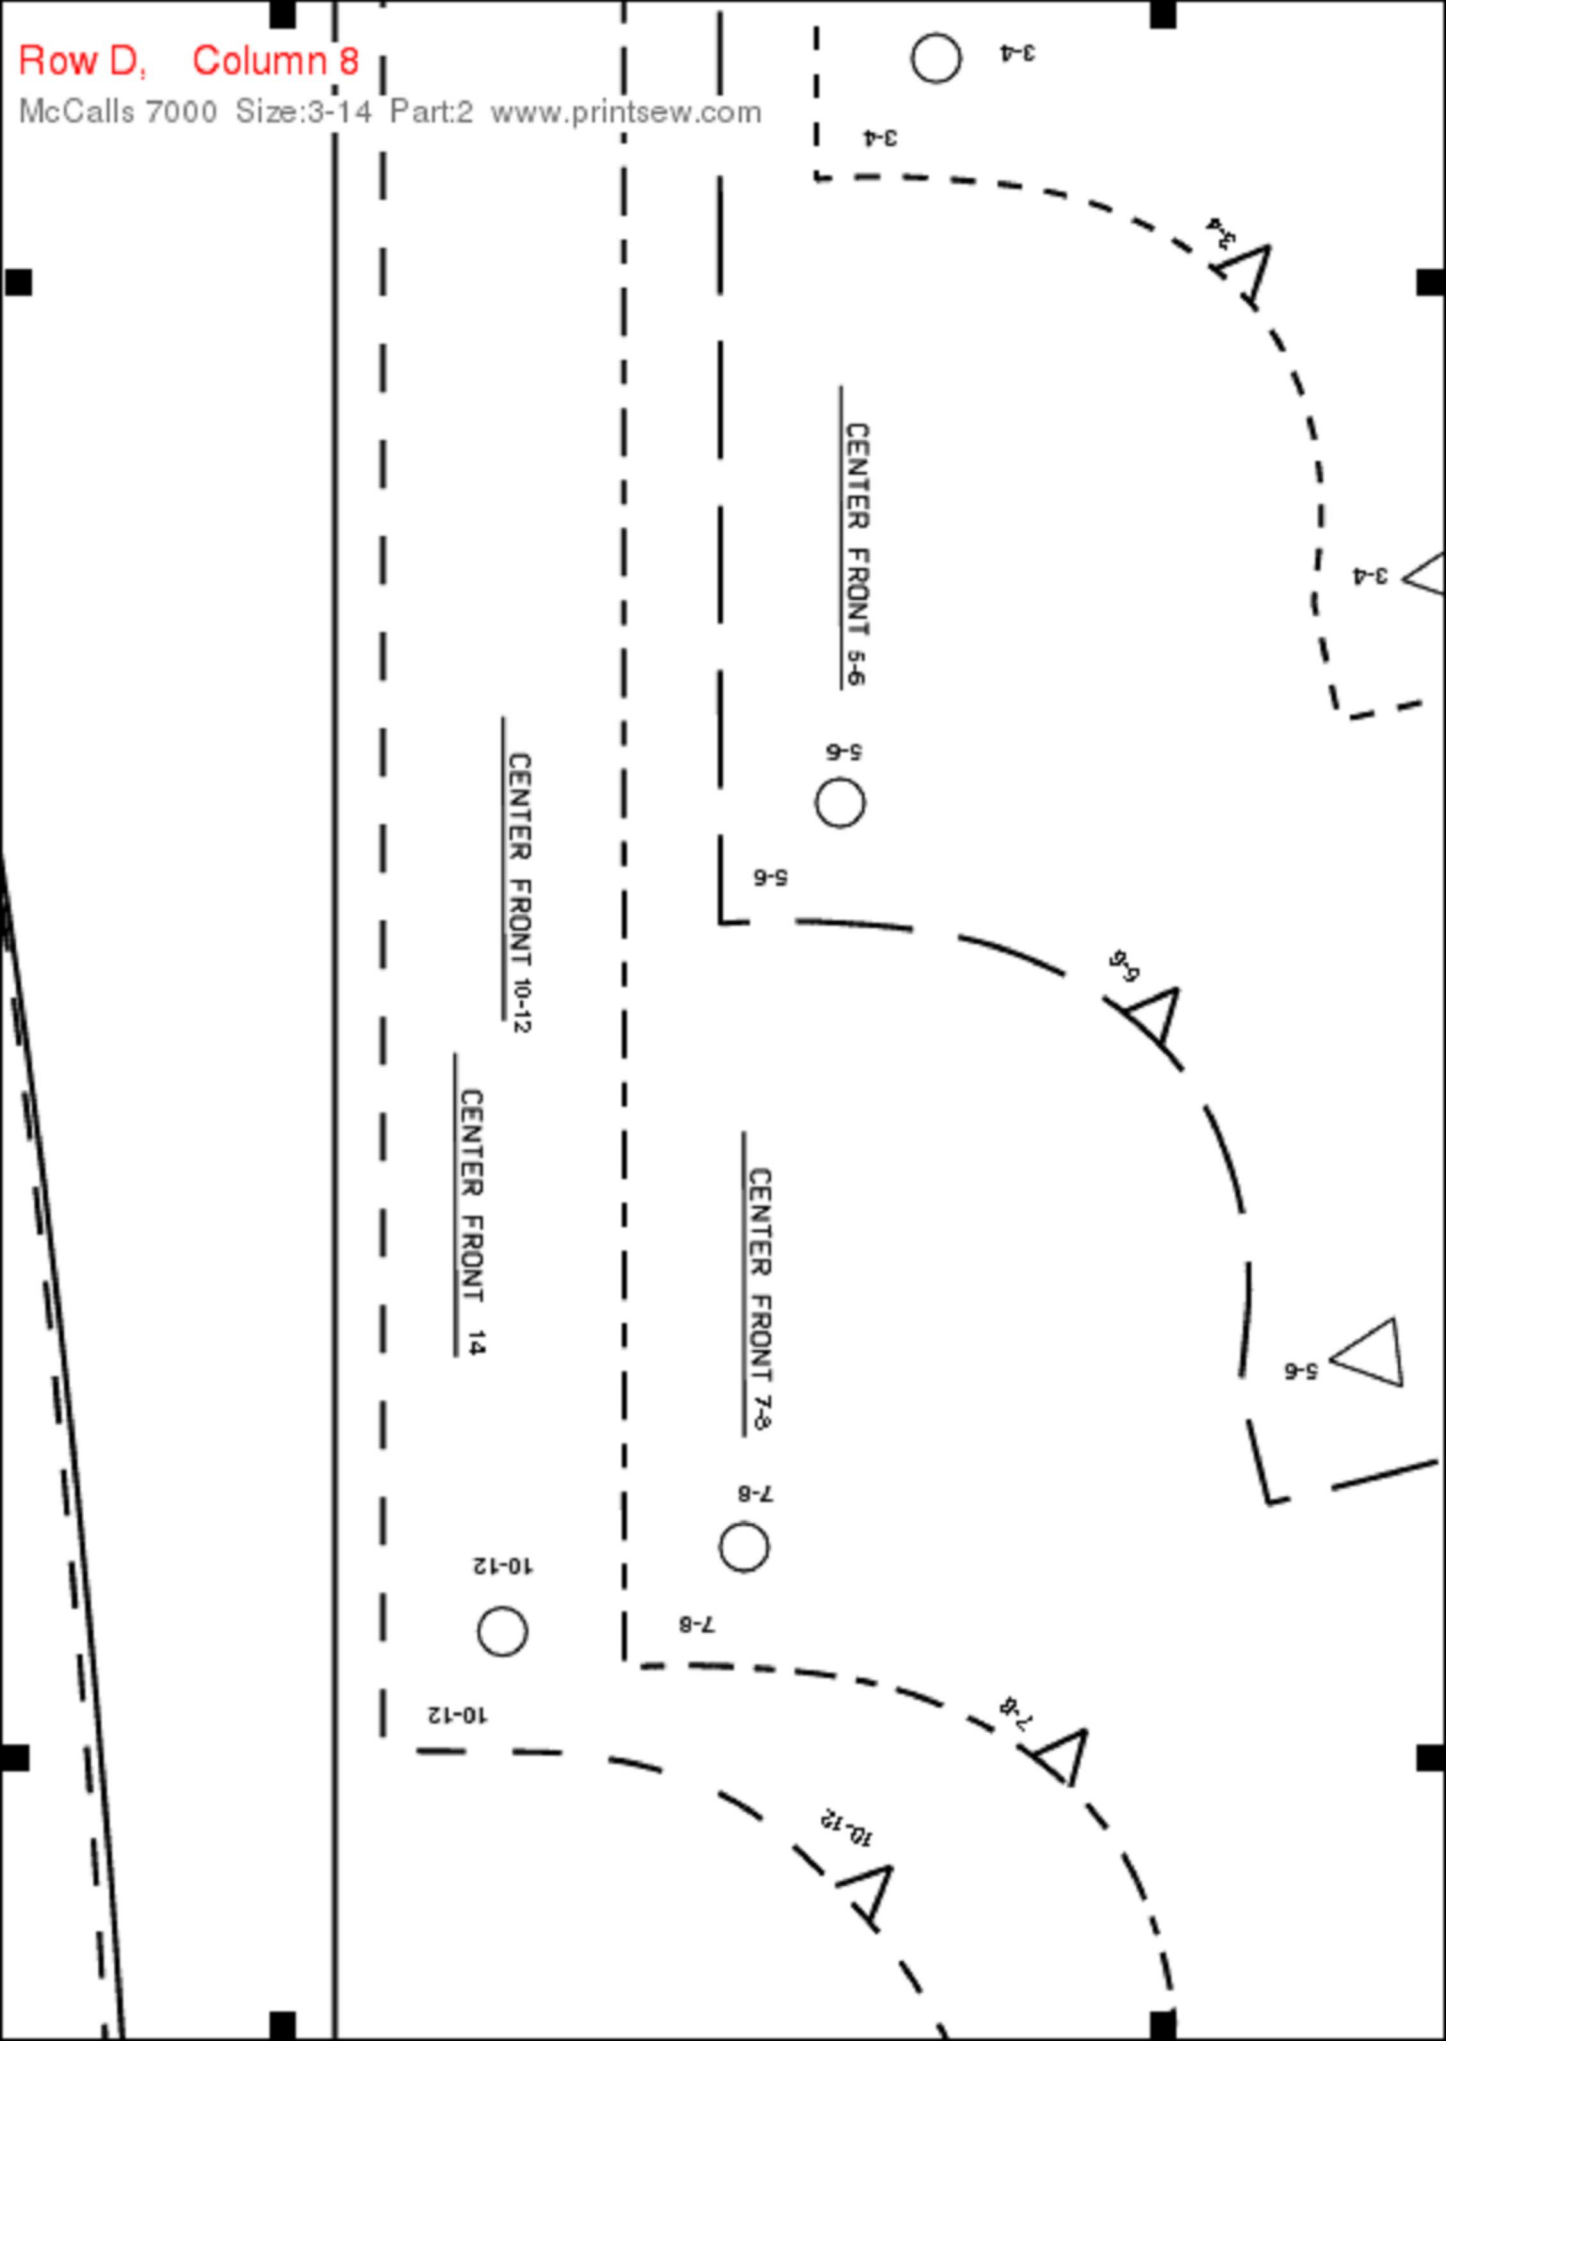 Row D,    Column 8
McCalls 7000  Size:3-14  Part:2  www.printsew.com
3-4
3-4
3-4
CENTER FRONT 5-6
3-4
5-6
CENTER FRONT 10-12
5-6
5-6
CENTER FRONT 14
CENTER FRONT 7-8
5-6
7-8
10-12
7-8
10-12
7-8
10-12